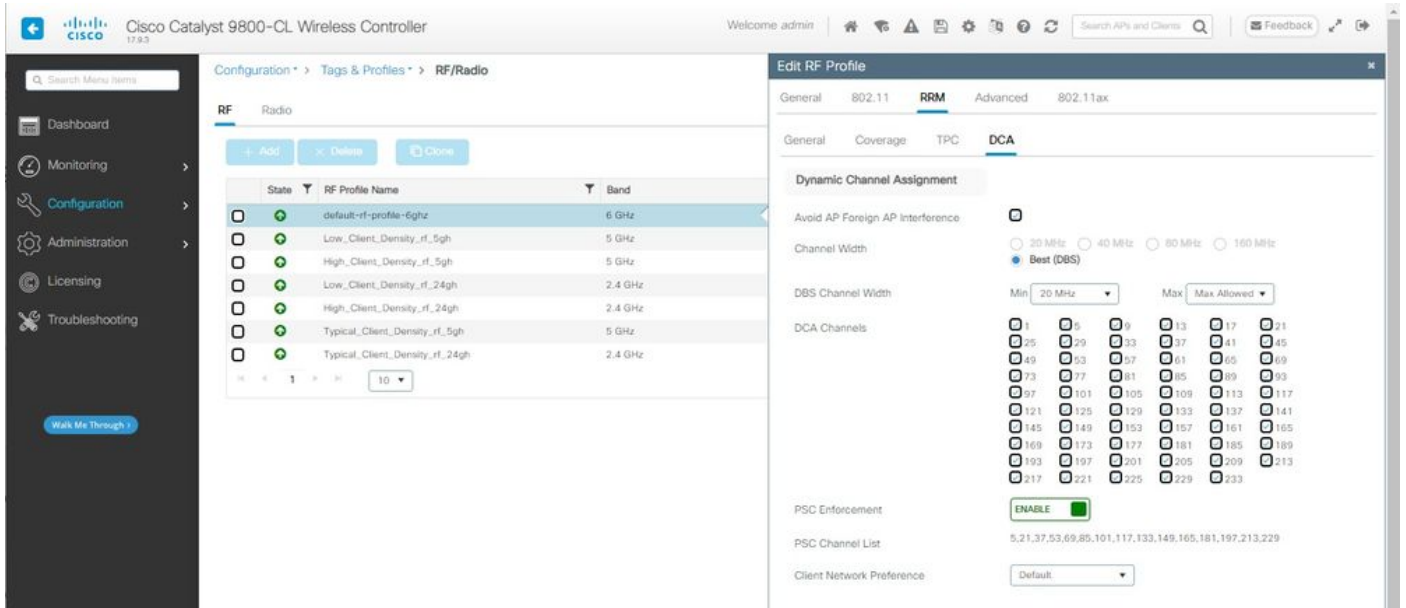 CISCO
Cisco Catalyst 9800-CL Wireless Controller
17.9.3
Welcome admin
Search APs and Clients
Feedback
Search Menu Items
Dashboard
Monitoring
Configuration
Administration
Licensing
Troubleshooting
Walk Me Through
Configuration > Tags & Profiles > RF/Radio
RF Radio
+ Add × Delete Clone
State RF Profile Name Band
default-rf-profile-6ghz 6 GHz
Low_Client_Density_rf_5gh 5 GHz
High_Client_Density_rf_5gh 5 GHz
Low_Client_Density_rf_24gh 2.4 GHz
High_Client_Density_rf_24gh 2.4 GHz
Typical_Client_Density_rf_5gh 5 GHz
Typical_Client_Density_rf_24gh 2.4 GHz
1 10
Edit RF Profile
General 802.11 RRM Advanced 802.11ax
General Coverage TPC DCA
Dynamic Channel Assignment
Avoid AP Foreign AP Interference
Channel Width 20 MHz 40 MHz 80 MHz 160 MHz
Best (DBS)
DBS Channel Width Min 20 MHz Max Max Allowed
DCA Channels 1 5 9 13 17 21
25 29 33 37 41 45
49 53 57 61 65 69
73 77 81 85 89 93
97 101 105 109 113 117
121 125 129 133 137 141
145 149 153 157 161 165
169 173 177 181 185 189
193 197 201 205 209 213
217 221 225 229 233
PSC Enforcement ENABLE
PSC Channel List 5,21,37,53,69,85,101,117,133,149,165,181,197,213,229
Client Network Preference Default